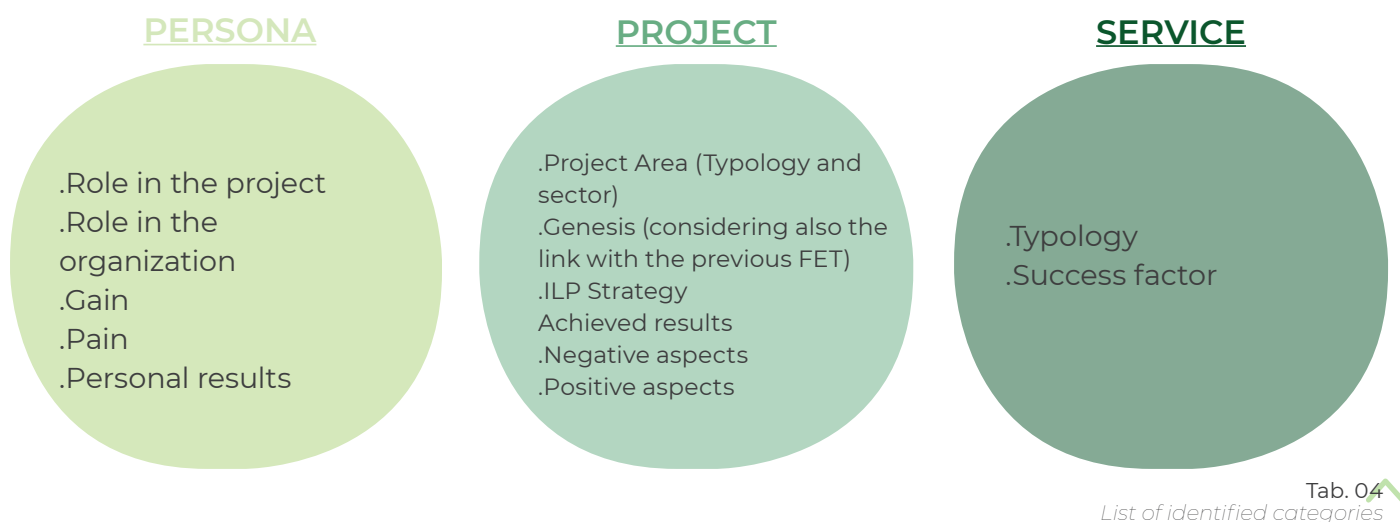 PERSONA
.Role in the project
.Role in the
organization
.Gain
.Pain
.Personal results
PROJECT
.Project Area (Typology and
sector)
.Genesis (considering also the
link with the previous FET)
.ILP Strategy
Achieved results
.Negative aspects
.Positive aspects
SERVICE
.Typology
.Success factor
Tab. 04
List of identified categories